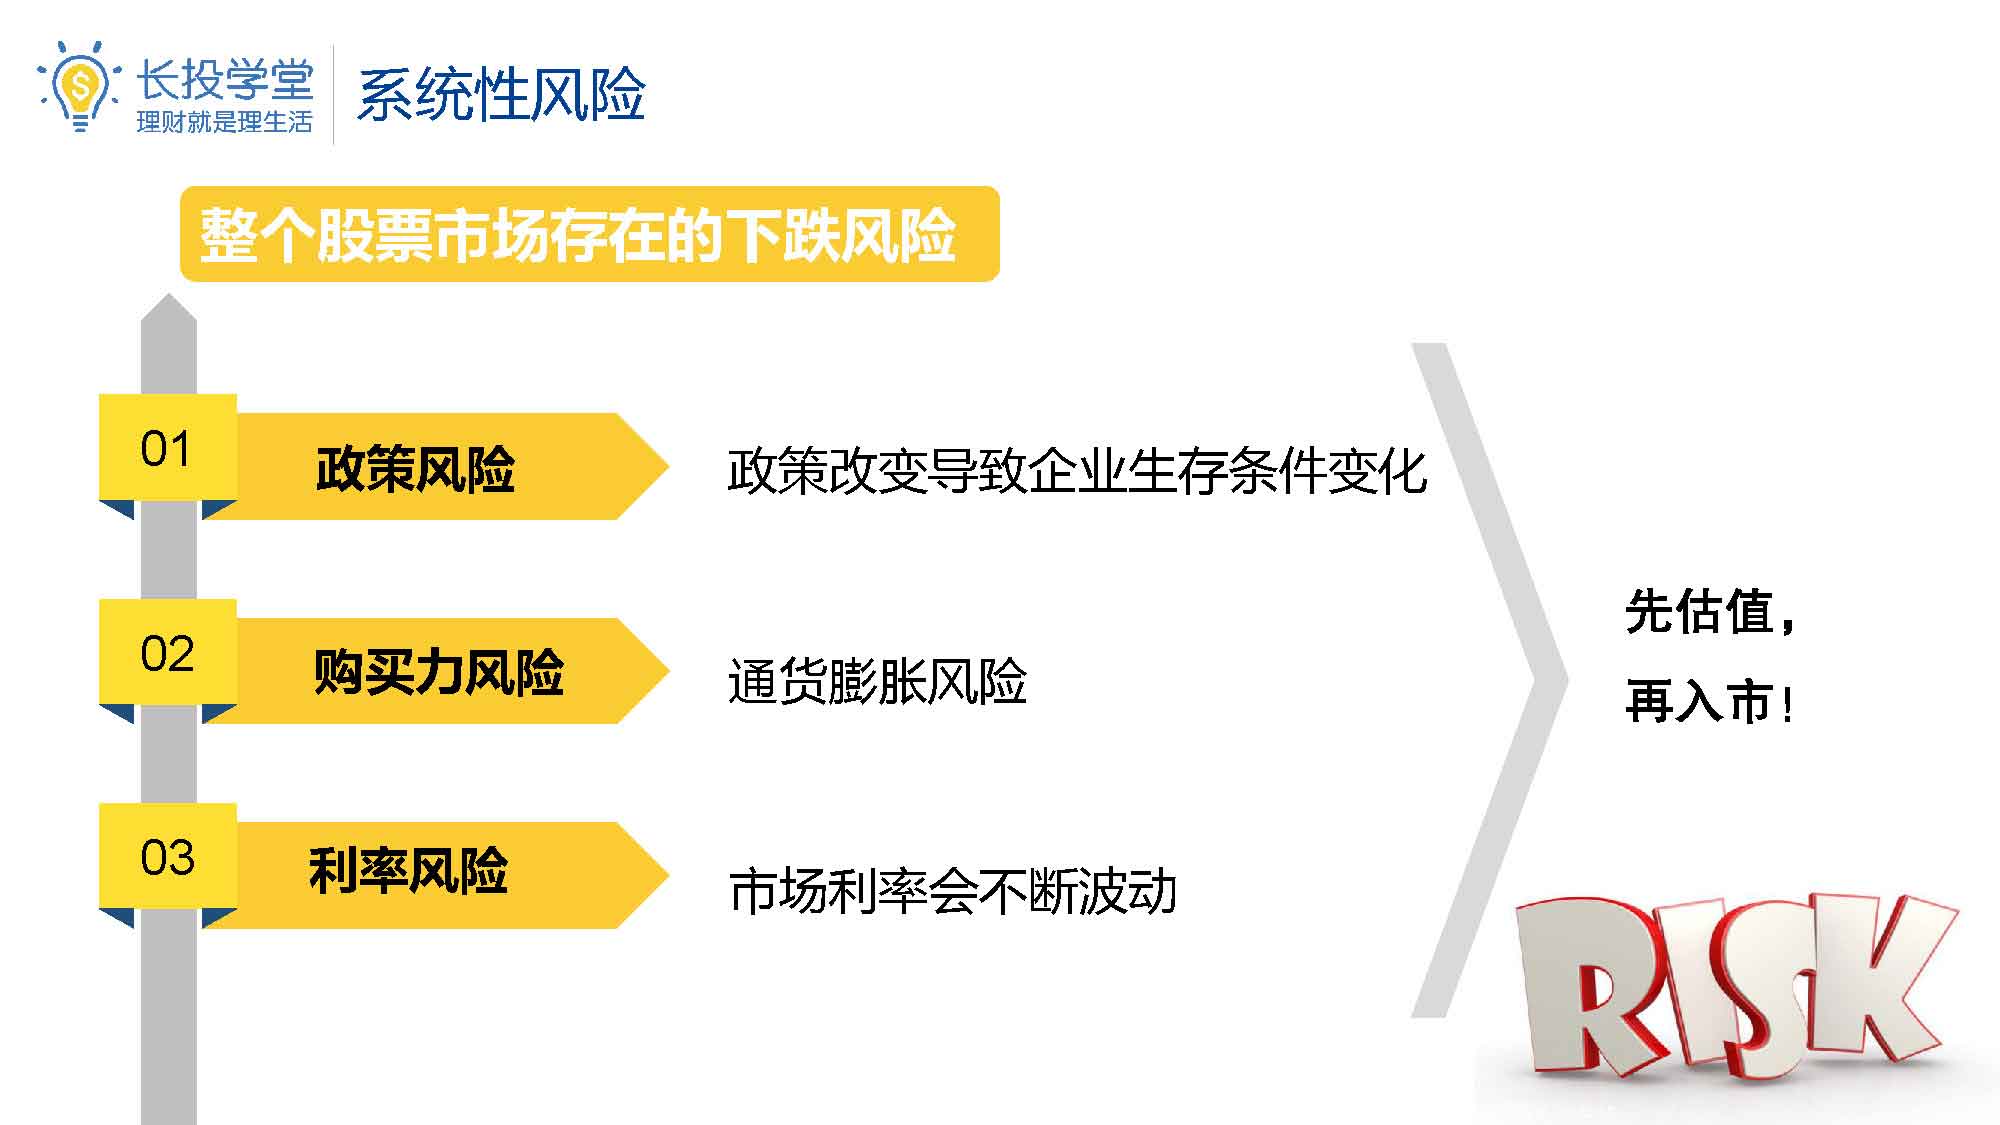 长投学堂
理财就是理生活
系统性风险
整个股票市场存在的下跌风险
01
政策风险
政策改变导致企业生存条件变化
02
购买力风险
通货膨胀风险
03
利率风险
市场利率会不断波动
先估值，
再入市！
RISK